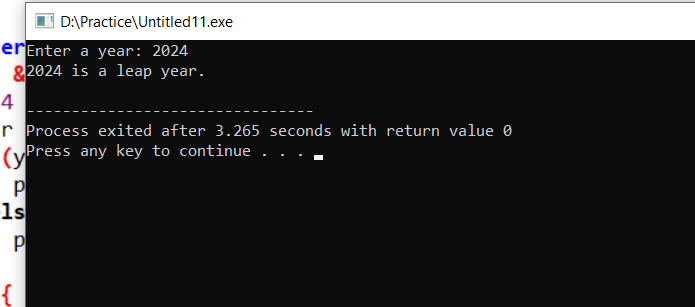 D:\Practice\Untitled11.exe
Enter a year: 2024
2024 is a leap year.
--------------------------------
Process exited after 3.265 seconds with return value 0
Press any key to continue . . .
er
&
4
r
(y
p
ls
p
{